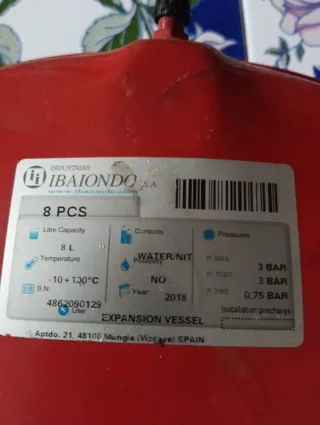 INDUSTRIAS
IBAIONDO S.A
www.ibaiondo.com
8 PCS
Litre Capacity
8 L
Contents
WATER/NIT
Pressures
P MAX. 3 BAR
P-TEST 3 BAR
P PRE- 0,75 BAR
Temperature
-10 +
NO
S.N.
4862090129
Year 2018
Installation precharge
Use
EXPANSION VESSEL
Aptdo. 21, 48100 Mungia (Vizcaya) SPAIN